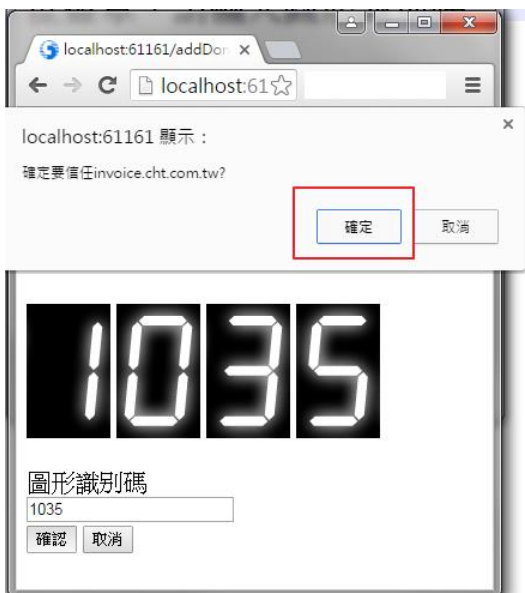 localhost:61161/addDon
localhost:61
localhost:61161 顯示：
確定要信任invoice.cht.com.tw?
確定 取消
1035
圖形識別碼
1035
確認 取消